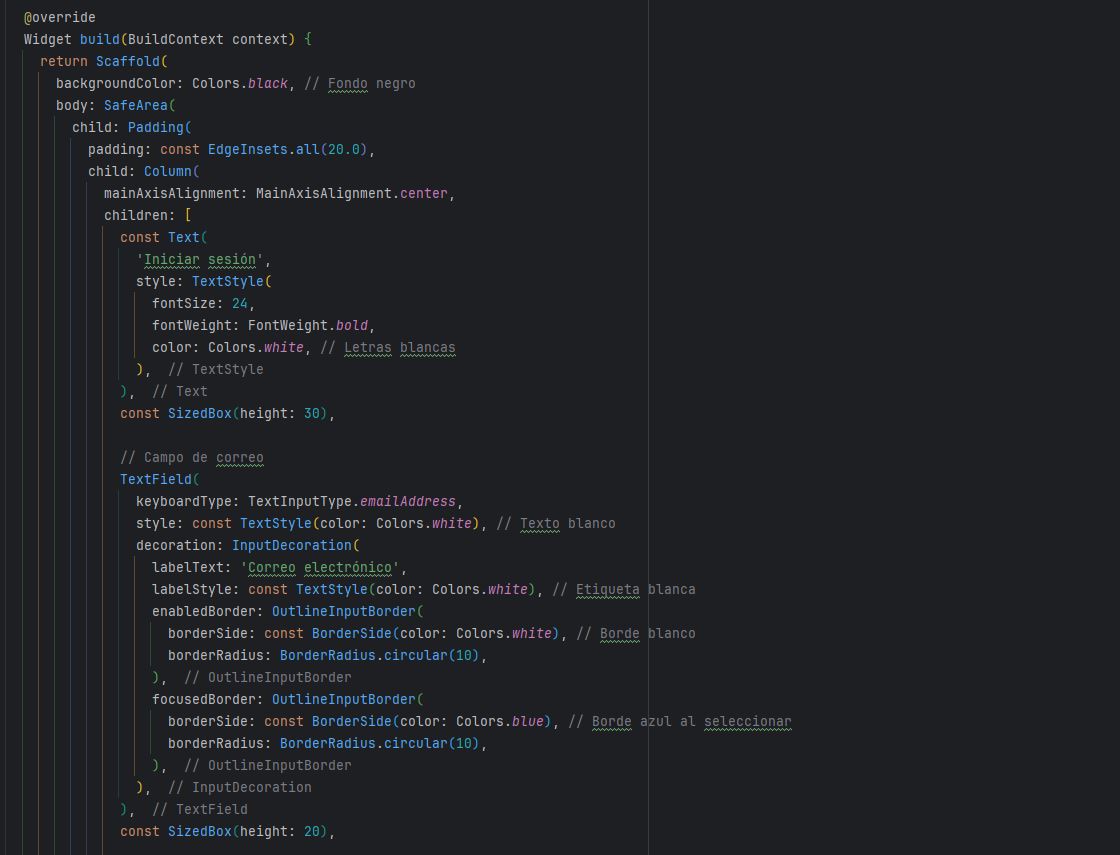 @override
Widget build(BuildContext context) {
return Scaffold(
backgroundColor: Colors.black, // Fondo negro
body: SafeArea(
child: Padding(
padding: const EdgeInsets.all(20.0),
child: Column(
mainAxisAlignment: MainAxisAlignment.center,
children: [
const Text(
'Iniciar sesión',
style: TextStyle(
fontSize: 24,
fontWeight: FontWeight.bold,
color: Colors.white, // Letras blancas
), // TextStyle
), // Text
const SizedBox(height: 30),
// Campo de correo
TextField(
keyboardType: TextInputType.emailAddress,
style: const TextStyle(color: Colors.white), // Texto blanco
decoration: InputDecoration(
labelText: 'Correo electrónico',
labelStyle: const TextStyle(color: Colors.white), // Etiqueta blanca
enabledBorder: OutlineInputBorder(
borderSide: const BorderSide(color: Colors.white), // Borde blanco
borderRadius: BorderRadius.circular(10),
), // OutlineInputBorder
focusedBorder: OutlineInputBorder(
borderSide: const BorderSide(color: Colors.blue), // Borde azul al seleccionar
borderRadius: BorderRadius.circular(10),
), // OutlineInputBorder
), // InputDecoration
), // TextField
const SizedBox(height: 20),